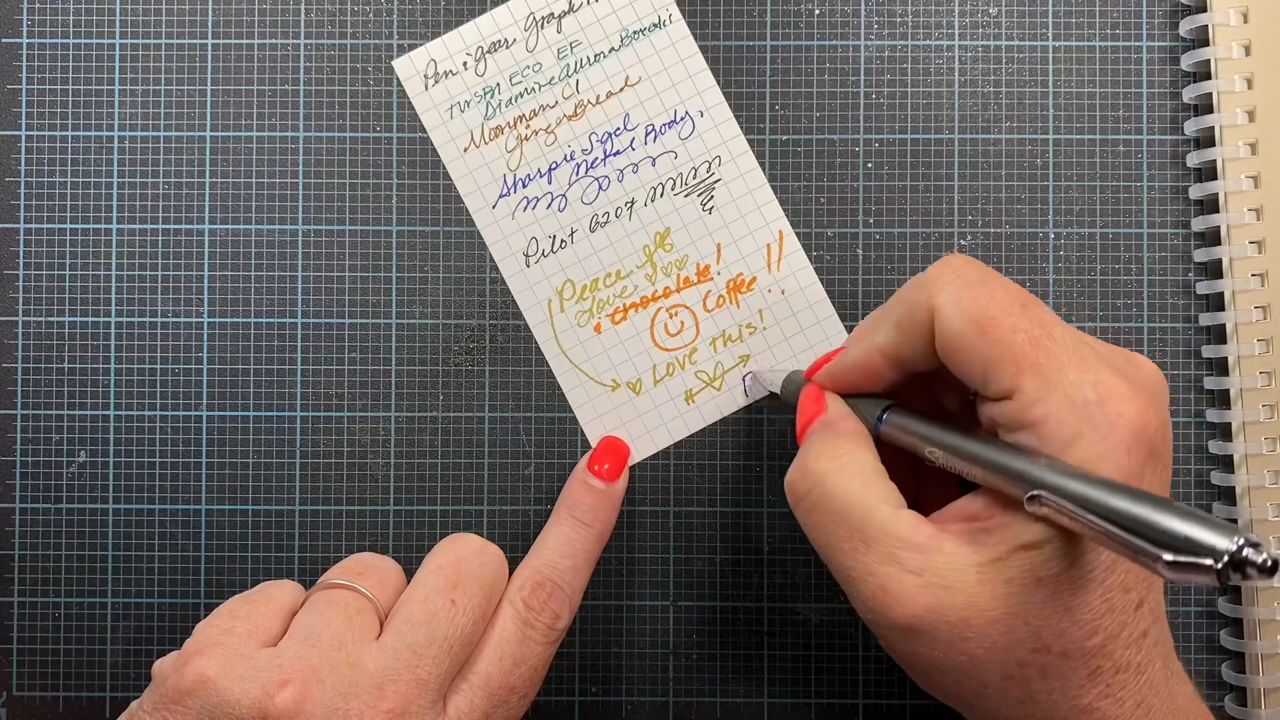 Pen & gear Graph
TWSBI ECO EF
Diamine Aurora Borealis
Moonman C1
GingerBread
Sharpie S.gel
Metal Body.
Pilot G207
Peace
Love
& chocolate!
Coffee!!
Love this!